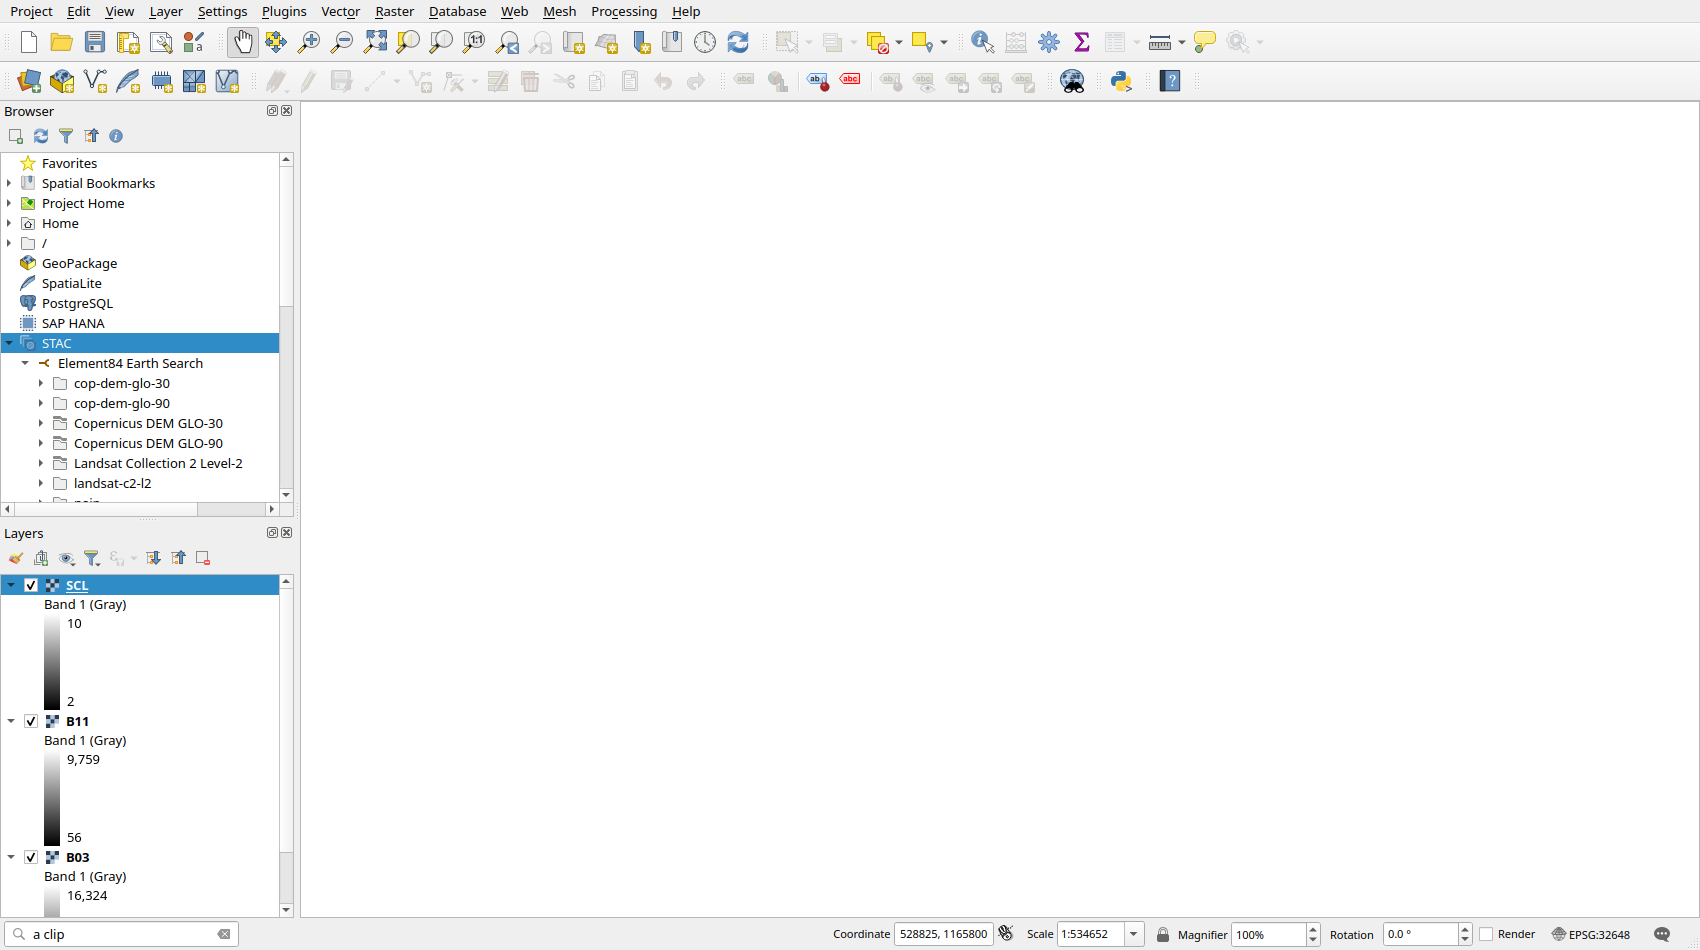 Project Edit View Layer Settings Plugins Vector Raster Database Web Mesh Processing Help
Browser
Favorites
Spatial Bookmarks
Project Home
Home
/
GeoPackage
SpatiaLite
PostgreSQL
SAP HANA
STAC
Element84 Earth Search
cop-dem-glo-30
cop-dem-glo-90
Copernicus DEM GLO-30
Copernicus DEM GLO-90
Landsat Collection 2 Level-2
landsat-c2-l2
Layers
SCL
Band 1 (Gray)
10
2
B11
Band 1 (Gray)
9,759
56
B03
Band 1 (Gray)
16,324
a clip
Coordinate 528825, 1165800 Scale 1:534652 Magnifier 100% Rotation 0.0 ° Render EPSG:32648